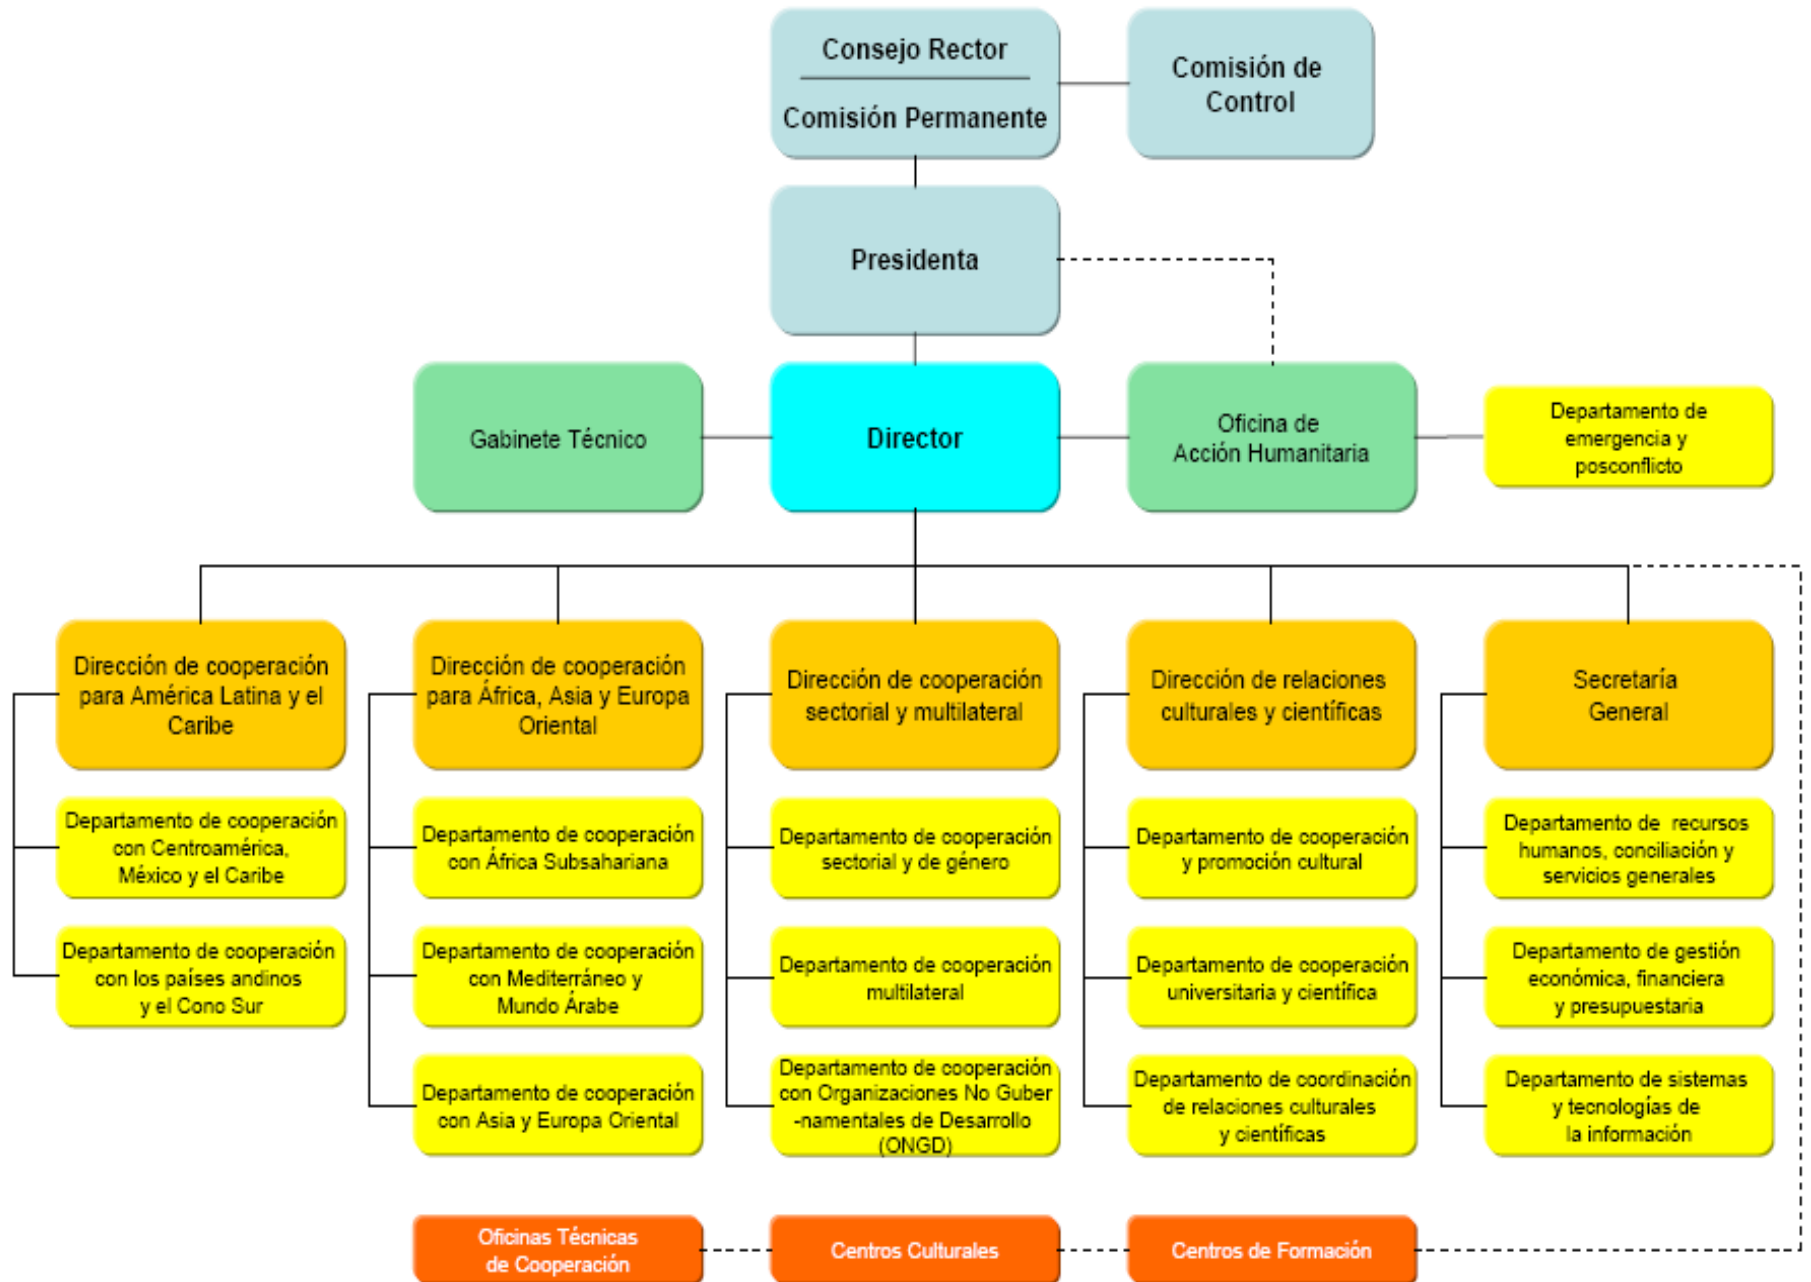 Consejo Rector
Comisión Permanente
Comisión de
Control
Presidenta
Gabinete Técnico
Director
Oficina de
Acción Humanitaria
Departamento de
emergencia y
posconflicto
Dirección de cooperación
para América Latina y el
Caribe
Dirección de cooperación
para África, Asia y Europa
Oriental
Dirección de cooperación
sectorial y multilateral
Dirección de relaciones
culturales y científicas
Secretaría
General
Departamento de cooperación
con Centroamérica,
México y el Caribe
Departamento de cooperación
con África Subsahariana
Departamento de cooperación
sectorial y de género
Departamento de cooperación
y promoción cultural
Departamento de recursos
humanos, conciliación y
servicios generales
Departamento de cooperación
con los países andinos
y el Cono Sur
Departamento de cooperación
con Mediterráneo y
Mundo Árabe
Departamento de cooperación
multilateral
Departamento de cooperación
universitaria y científica
Departamento de gestión
económica, financiera
y presupuestaria
Departamento de cooperación
con Asia y Europa Oriental
Departamento de cooperación
con Organizaciones No Guber
-namentales de Desarrollo
(ONGD)
Departamento de coordinación
de relaciones culturales
y científicas
Departamento de sistemas
y tecnologías de
la información
Oficinas Técnicas
de Cooperación
Centros Culturales
Centros de Formación